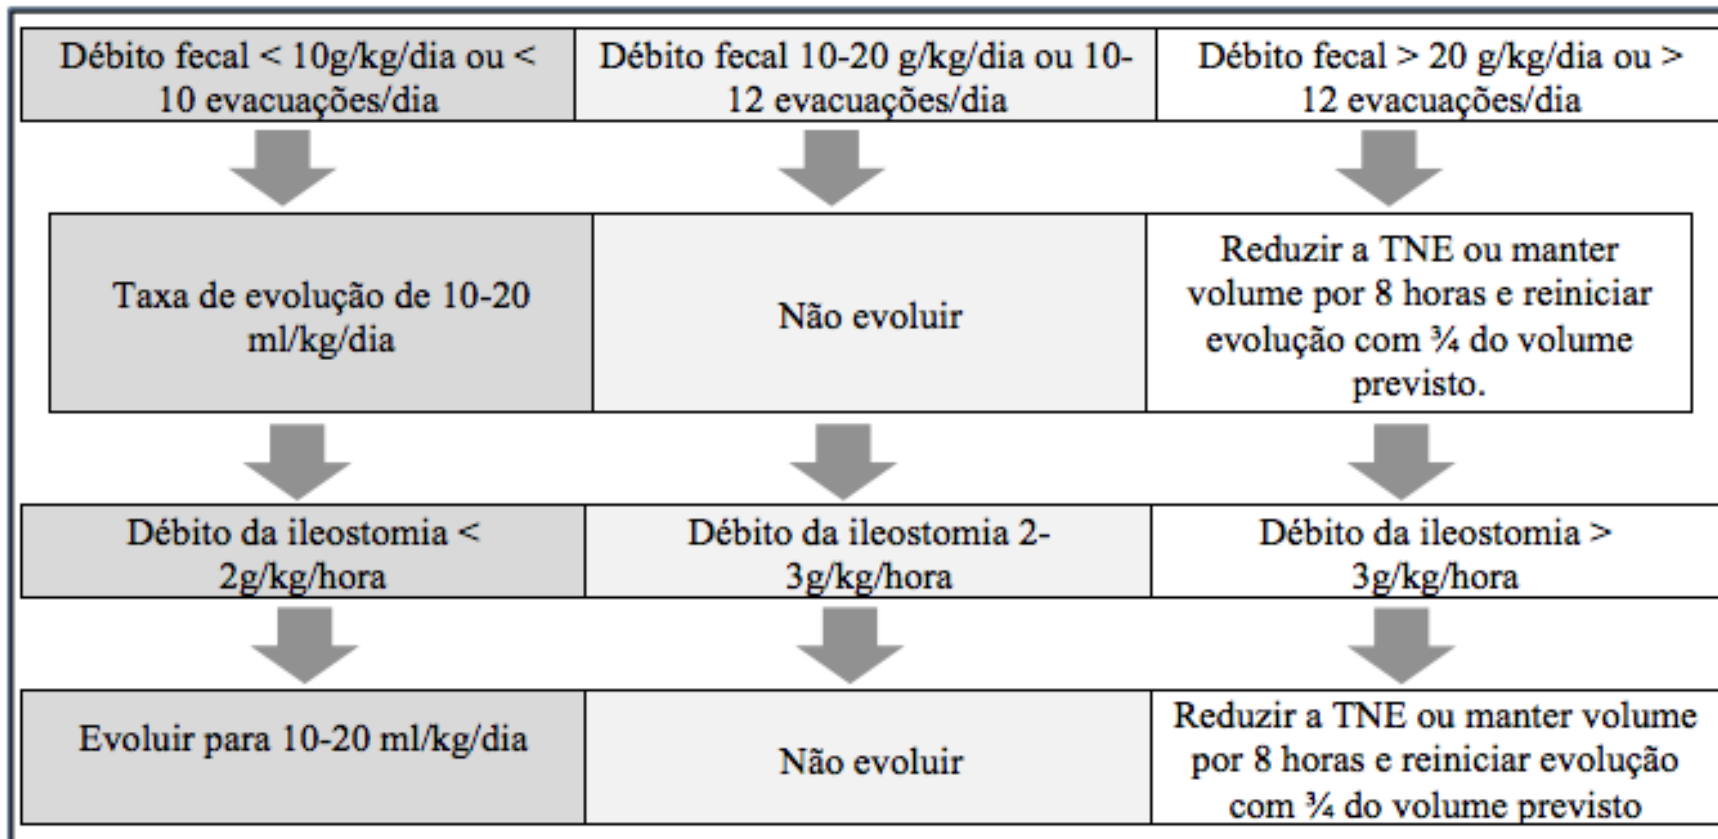 Débito fecal < 10g/kg/dia ou <
10 evacuações/dia
Débito fecal 10-20 g/kg/dia ou 10-
12 evacuações/dia
Débito fecal > 20 g/kg/dia ou >
12 evacuações/dia
Taxa de evolução de 10-20
ml/kg/dia
Não evoluir
Reduzir a TNE ou manter
volume por 8 horas e reiniciar
evolução com ¾ do volume
previsto.
Débito da ileostomia <
2g/kg/hora
Débito da ileostomia 2-
3g/kg/hora
Débito da ileostomia >
3g/kg/hora
Evoluir para 10-20 ml/kg/dia
Não evoluir
Reduzir a TNE ou manter volume
por 8 horas e reiniciar evolução
com ¾ do volume previsto